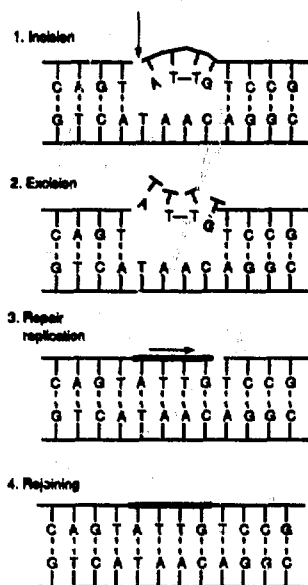 1. Incision
A T—T G
C A G T T C C G
G T C A T A A C A G G C
2. Excision
A T—T G
C A G T T C C G
G T C A T A A C A G G C
3. Repair
replication
C A G T A T T G T C C G
G T C A T A A C A G G C
4. Rejoining
C A G T A T T G T C C G
G T C A T A A C A G G C